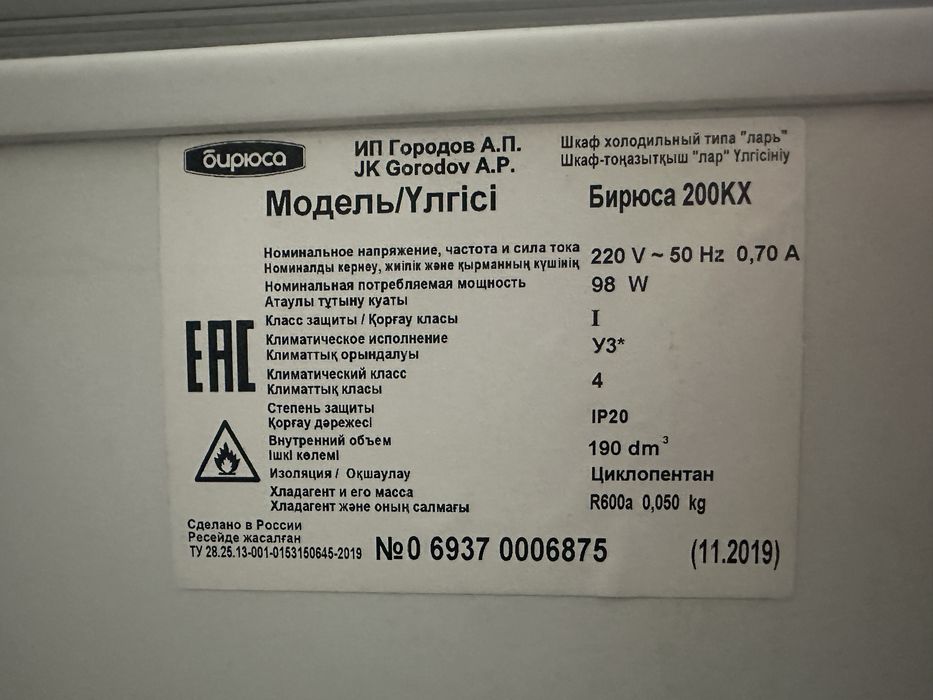 бирюса
ИП Городов А.П.
JK Gorodov A.P.
Шкаф холодильный типа "ларь"
Шкаф-тоңазытқыш "лар" Үлгісініу
Модель/Үлгісі Бирюса 200KX
Номинальное напряжение, частота и сила тока
Номиналды кернеу, жиілік және қырманның күшінің
220 V ~ 50 Hz 0,70 A
Номинальная потребляемая мощность
Атаулы тұтыну куаты
98 W
Класс защиты / Қорғау класы I
Климатическое исполнение
Климаттық орындалуы
У3*
Климатический класс
Климаттық класы
4
Степень защиты
Қорғау дәрежесі
IP20
Внутренний объем
Ішкі көлемі
190 dm³
Изоляция / Оқшаулау Циклопентан
Хладагент и его масса
Хладагент және оның салмағы
R600a 0,050 kg
EAC
Сделано в России
Ресейде жасалған
ТУ 28.25.13-001-0153150645-2019
№0 6937 0006875 (11.2019)